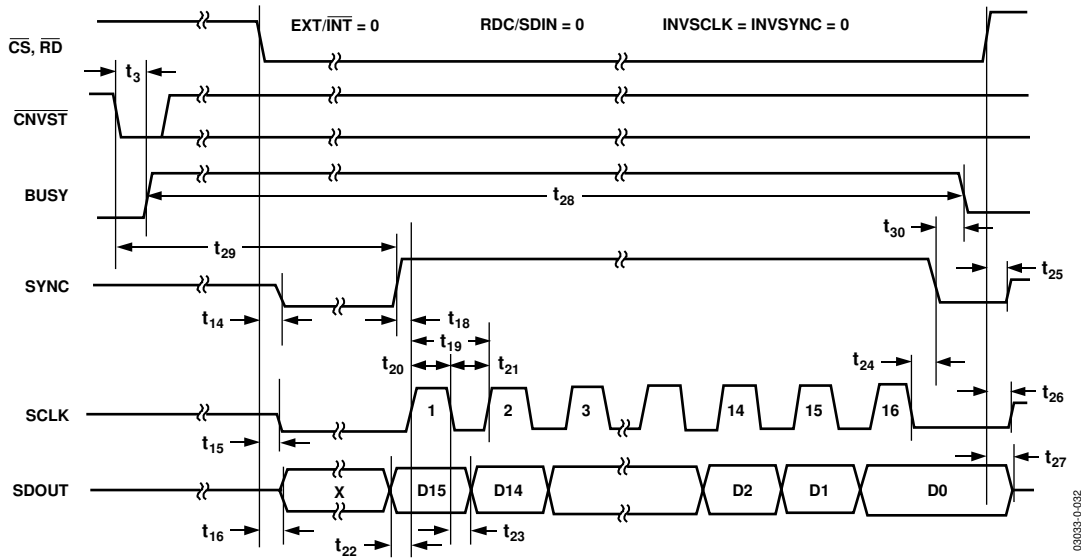 EXT/INT = 0 RDC/SDIN = 0 INVSCLK = INVSYNC = 0
CS, RD
t3
CNVST
BUSY
t28
t30
t29
t25
SYNC
t14
t18
t19
t20
t21
t24
t26
SCLK
1 2 3 14 15 16
t15
t27
SDOUT
X D15 D14 D2 D1 D0
t16
t22
t23
03033-0-032